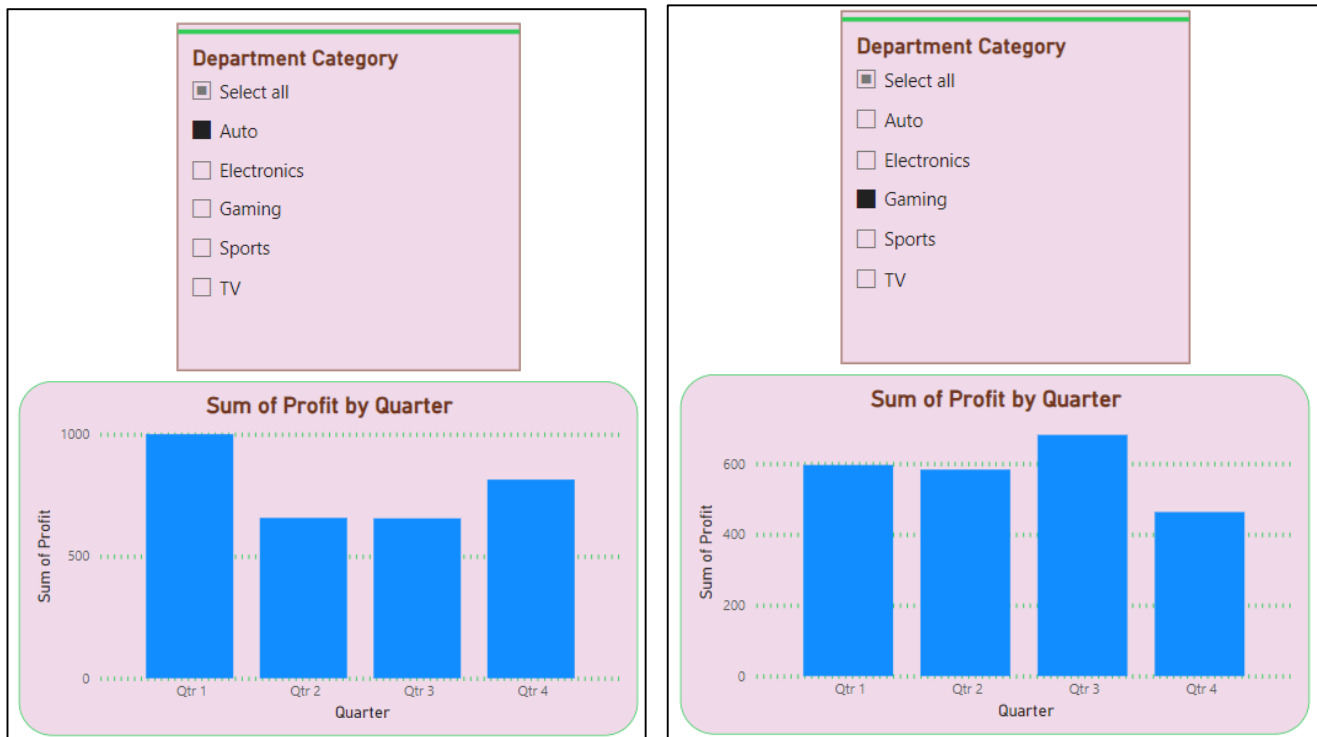 Department Category
Select all
Auto
Electronics
Gaming
Sports
TV
Sum of Profit by Quarter
1000
500
0
Sum of Profit
Qtr 1 Qtr 2 Qtr 3 Qtr 4
Quarter
Department Category
Select all
Auto
Electronics
Gaming
Sports
TV
Sum of Profit by Quarter
600
400
200
0
Sum of Profit
Qtr 1 Qtr 2 Qtr 3 Qtr 4
Quarter